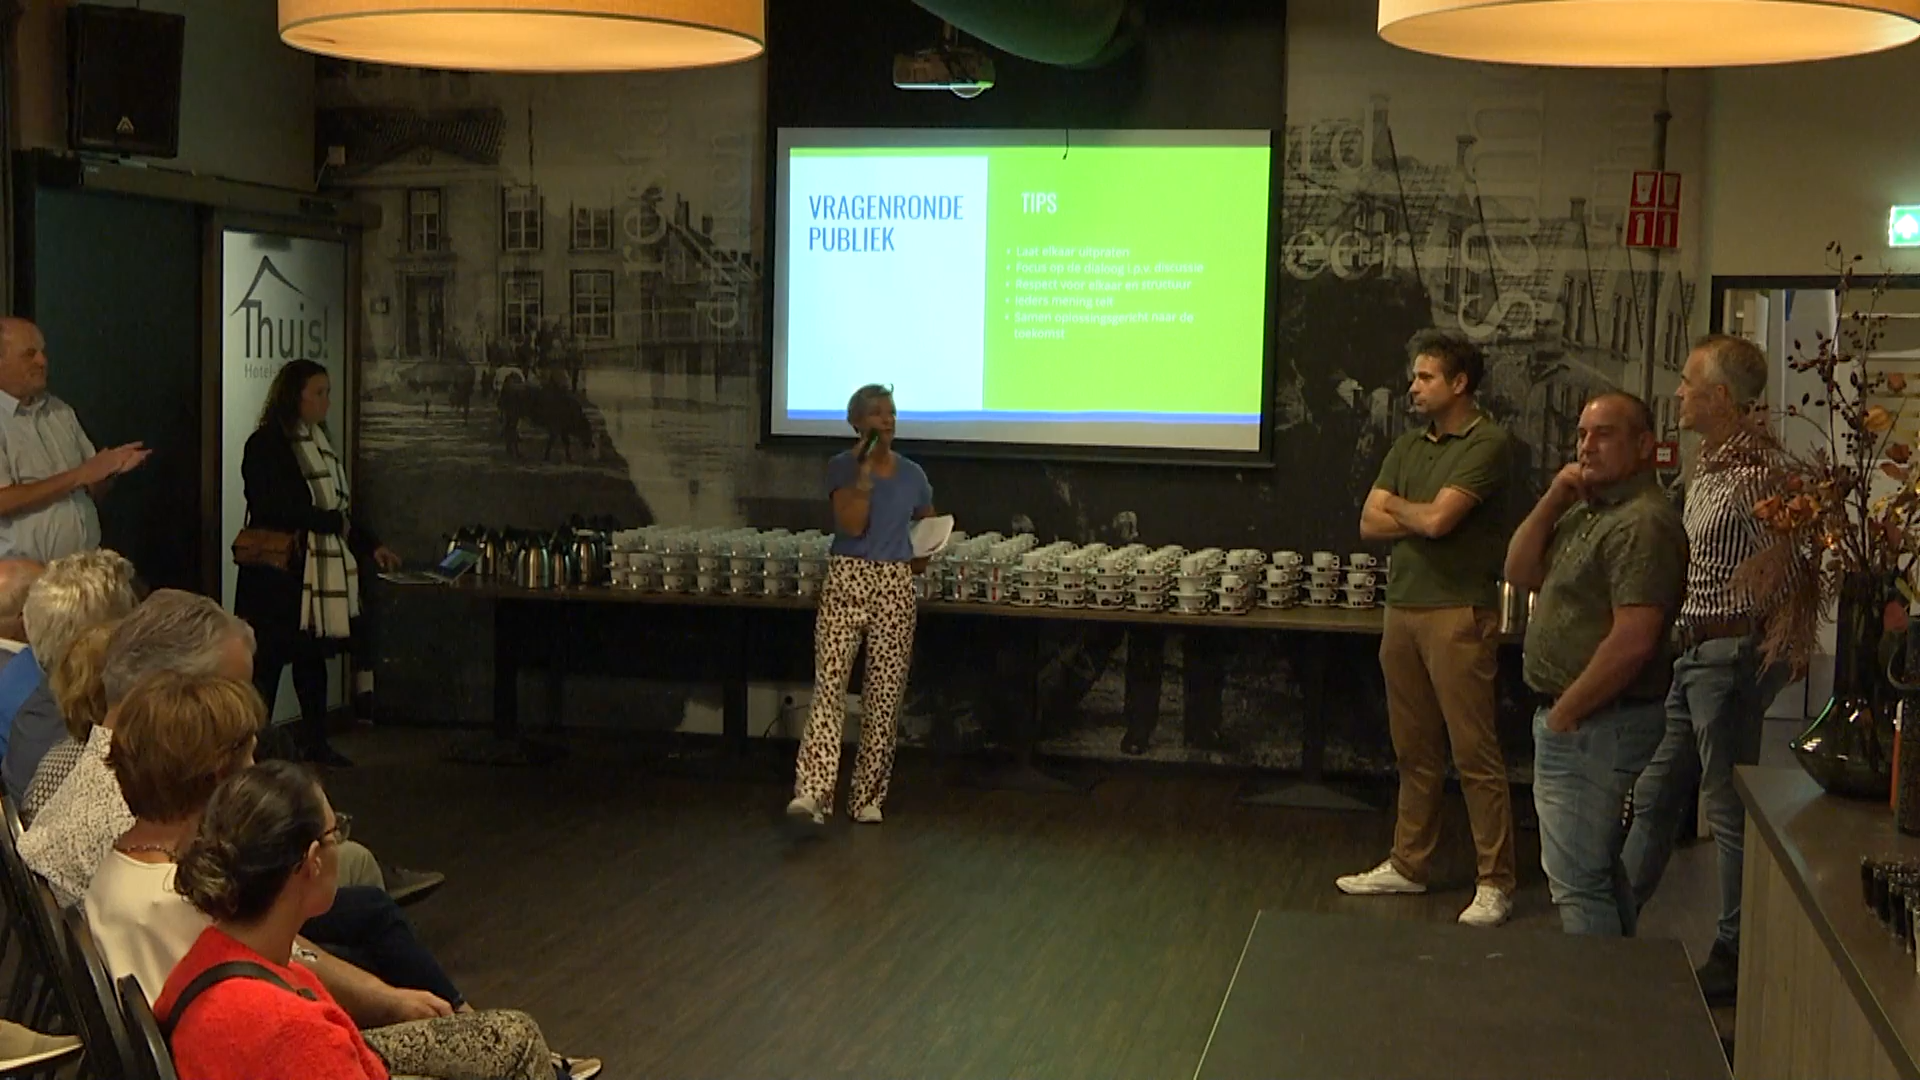 VRAGENRONDE
PUBLIEK
TIPS
• Laat elkaar uitpraten
• Focus op de dialoog i.p.v. discussie
• Respect voor elkaar en structuur
• Ieders mening telt
• Samen oplossingsgericht naar de
toekomst
Thuis!
Hotel-